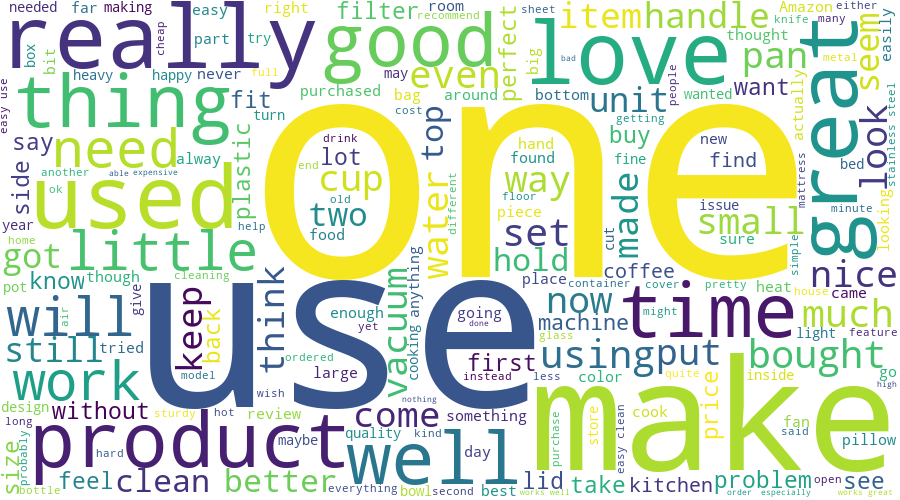 needed far making easy filter room right item handle Amazon many either
really good recommend sheet knife
cheap love great
box bit part try perfect big pan seem easily
heavy happy never purchased may even bad people metal
thing full bag around bottom unit wanted want thought actually
easy use fit turn cost getting stainless steel
one
say need plastic drink hand new look
side used alway lot found top fine buy find bed
another able expensive end cup way made mattress
ok old piece issue small minute
year help two floor different set cut sure looking
home food Water hold simple
got little cleaning place coffee nice
pot know though think vacuum anything container cover pretty heat house came
use
air give keep back enough going now time much
will yet cooking done machine might light feature
still tried ordered first glass using put bought go
model large instead less color quite inside high
work wish nothing make
design without hot review come something price fan
long sturdy store cook said
product well purchase
size probably hard maybe quality kind day easy clean pillow
feel clean better everything bowl second best lid take kitchen problem open see
bottle works well order especially works great